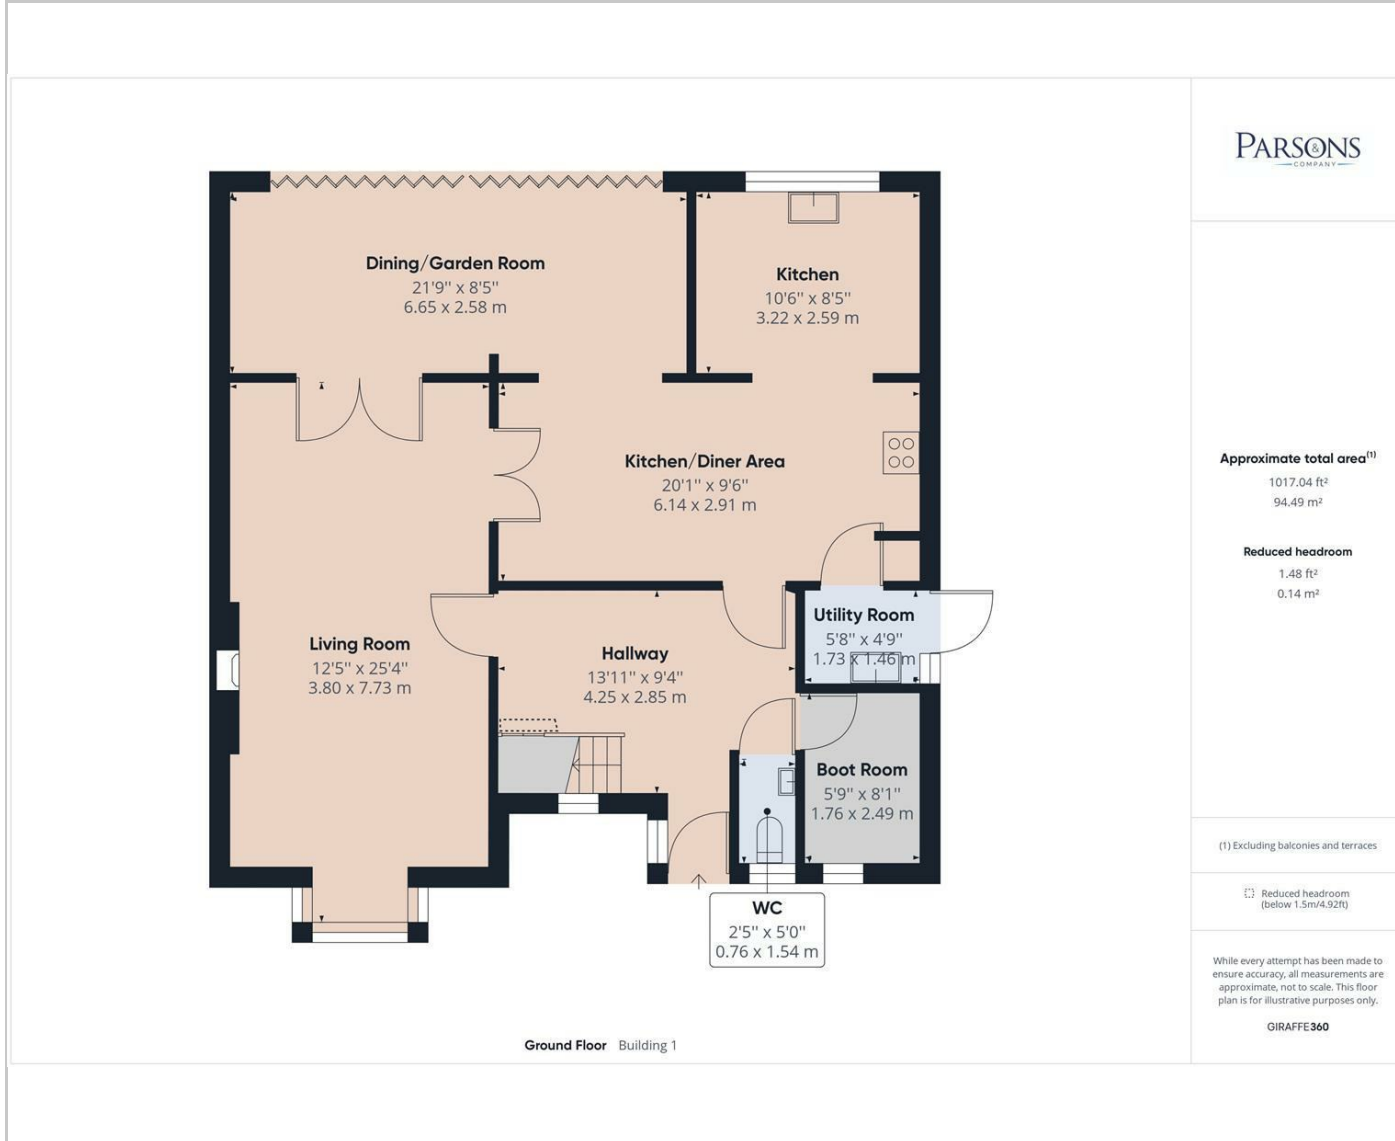 PARSONS
&
COMPANY
Dining/Garden Room
21'9" x 8'5"
6.65 x 2.58 m
Kitchen
10'6" x 8'5"
3.22 x 2.59 m
Kitchen/Diner Area
20'1" x 9'6"
6.14 x 2.91 m
Living Room
12'5" x 25'4"
3.80 x 7.73 m
Hallway
13'11" x 9'4"
4.25 x 2.85 m
Utility Room
5'8" x 4'9"
1.73 x 1.46 m
Boot Room
5'9" x 8'1"
1.76 x 2.49 m
WC
2'5" x 5'0"
0.76 x 1.54 m
Ground Floor Building 1
Approximate total area(1)
1017.04 ft²
94.49 m²
Reduced headroom
1.48 ft²
0.14 m²
(1) Excluding balconies and terraces
Reduced headroom
(below 1.5m/4.92ft)
While every attempt has been made to
ensure accuracy, all measurements are
approximate, not to scale. This floor
plan is for illustrative purposes only.
GIRAFFE360